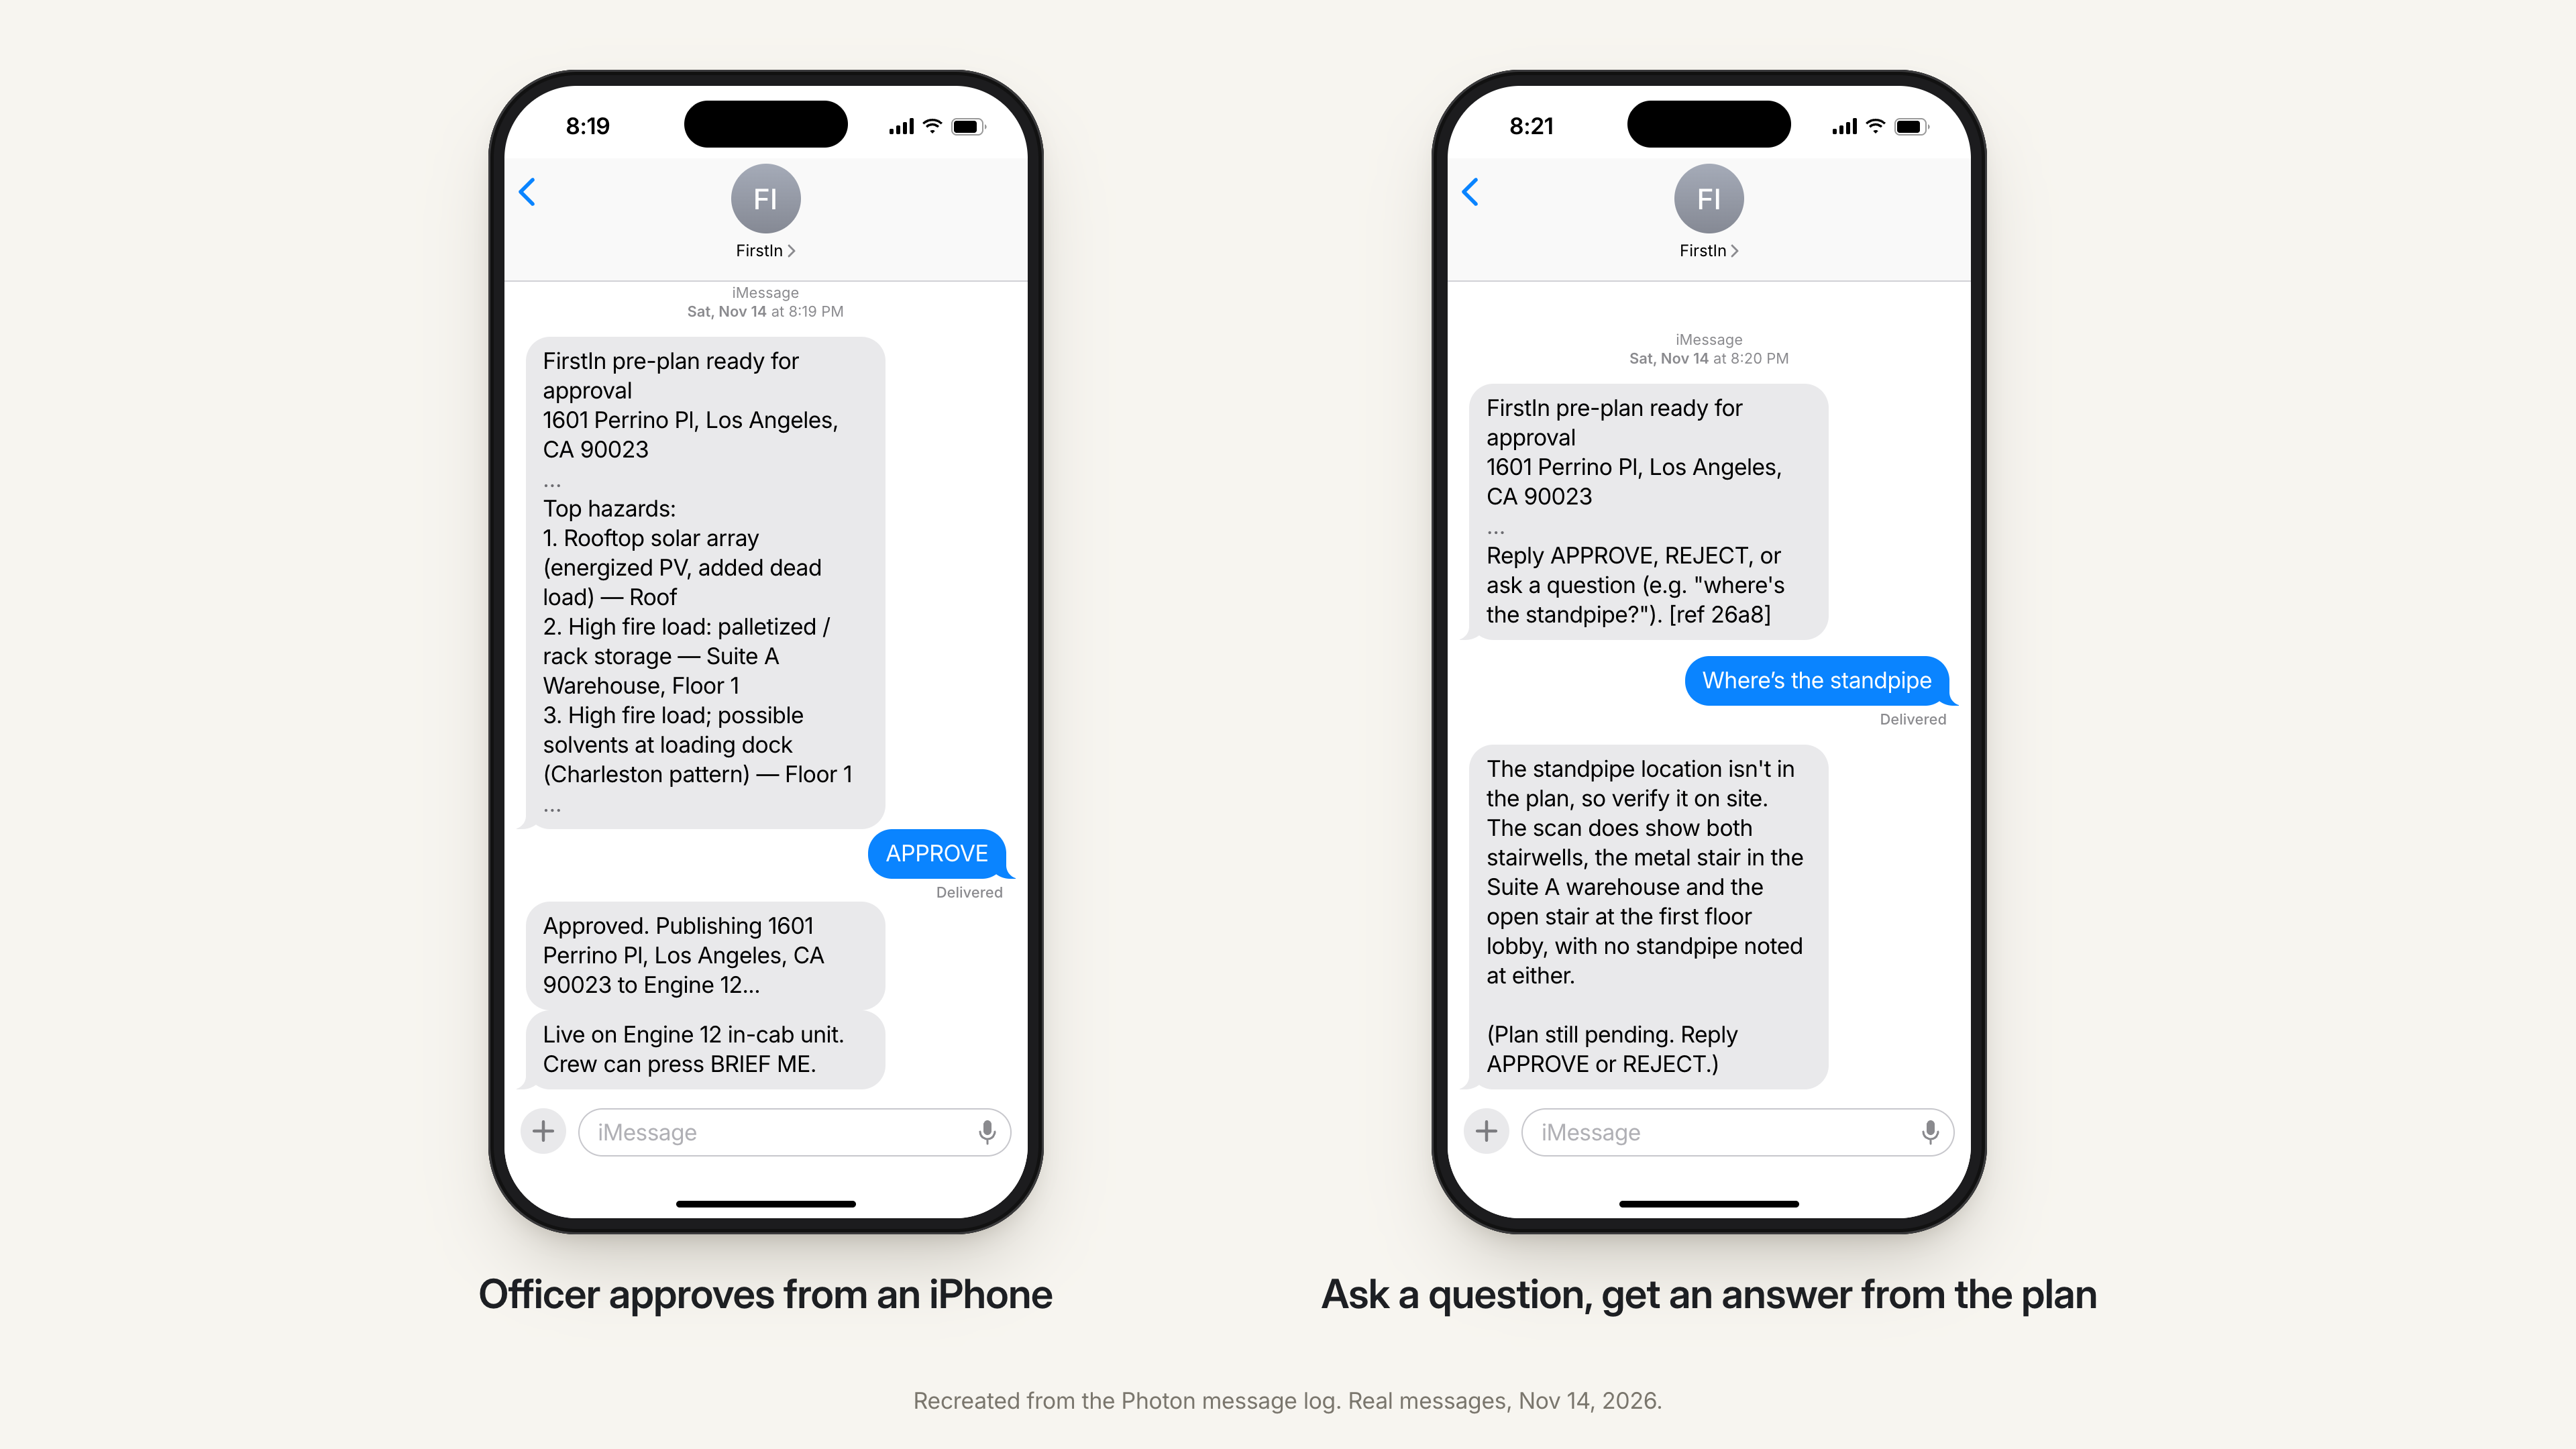 8:19
FI
FirstIn
iMessage
Sat, Nov 14 at 8:19 PM
FirstIn pre-plan ready for
approval
1601 Perrino Pl, Los Angeles,
CA 90023
...
Top hazards:
1. Rooftop solar array
(energized PV, added dead
load) — Roof
2. High fire load: palletized /
rack storage — Suite A
Warehouse, Floor 1
3. High fire load; possible
solvents at loading dock
(Charleston pattern) — Floor 1
...
APPROVE
Delivered
Approved. Publishing 1601
Perrino Pl, Los Angeles, CA
90023 to Engine 12...
Live on Engine 12 in-cab unit.
Crew can press BRIEF ME.
iMessage
Officer approves from an iPhone
8:21
FI
FirstIn
iMessage
Sat, Nov 14 at 8:20 PM
FirstIn pre-plan ready for
approval
1601 Perrino Pl, Los Angeles,
CA 90023
...
Reply APPROVE, REJECT, or
ask a question (e.g. "where's
the standpipe?"). [ref 26a8]
Where’s the standpipe
Delivered
The standpipe location isn't in
the plan, so verify it on site.
The scan does show both
stairwells, the metal stair in the
Suite A warehouse and the
open stair at the first floor
lobby, with no standpipe noted
at either.
(Plan still pending. Reply
APPROVE or REJECT.)
iMessage
Ask a question, get an answer from the plan
Recreated from the Photon message log. Real messages, Nov 14, 2026.